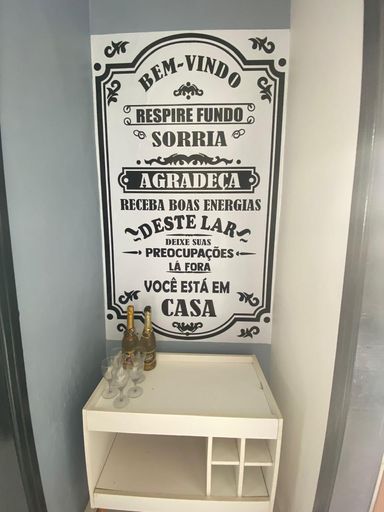 BEM-VINDO
RESPIRE FUNDO
SORRIA
AGRADEÇA
RECEBA BOAS ENERGIAS
DESTE LAR
DEIXE SUAS
PREOCUPAÇÕES
LÁ FORA
VOCÊ ESTÁ EM
CASA